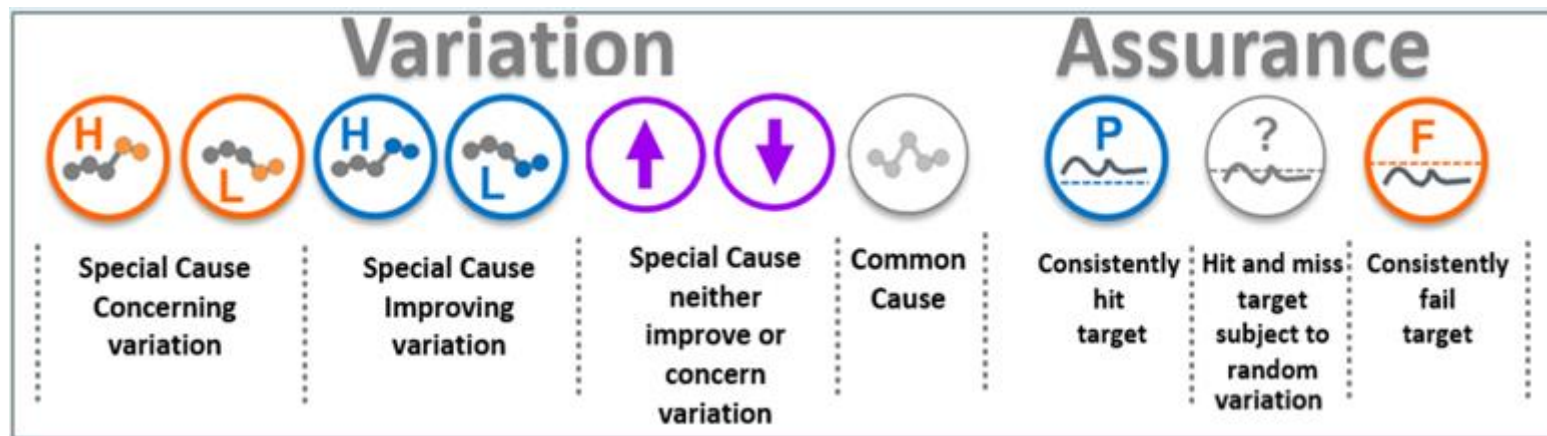 Variation
Assurance
H
L
H
L
P
?
F
Special Cause
Concerning
variation
Special Cause
Improving
variation
Special Cause
neither
improve or
concern
variation
Common
Cause
Consistently
hit
target
Hit and miss
target
subject to
random
variation
Consistently
fail
target